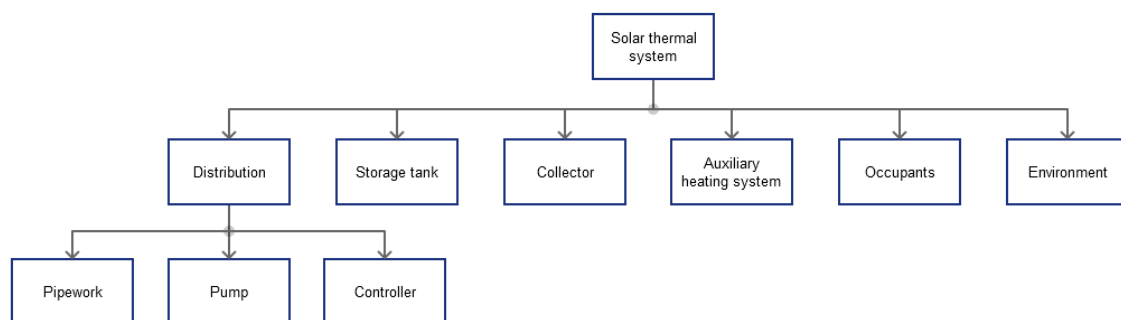 Solar thermal
system
Distribution
Storage tank
Collector
Auxiliary
heating system
Occupants
Environment
Pipework
Pump
Controller